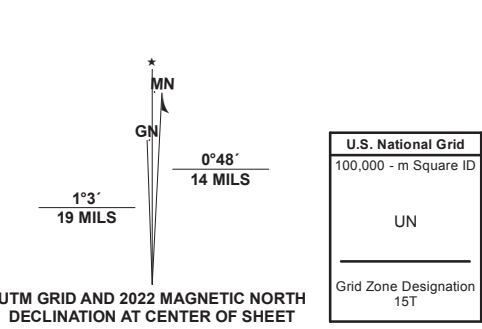 ★
MN
GN
0°48´
14 MILS
1°3´
19 MILS
UTM GRID AND 2022 MAGNETIC NORTH
DECLINATION AT CENTER OF SHEET
U.S. National Grid
100,000 - m Square ID
UN
Grid Zone Designation
15T